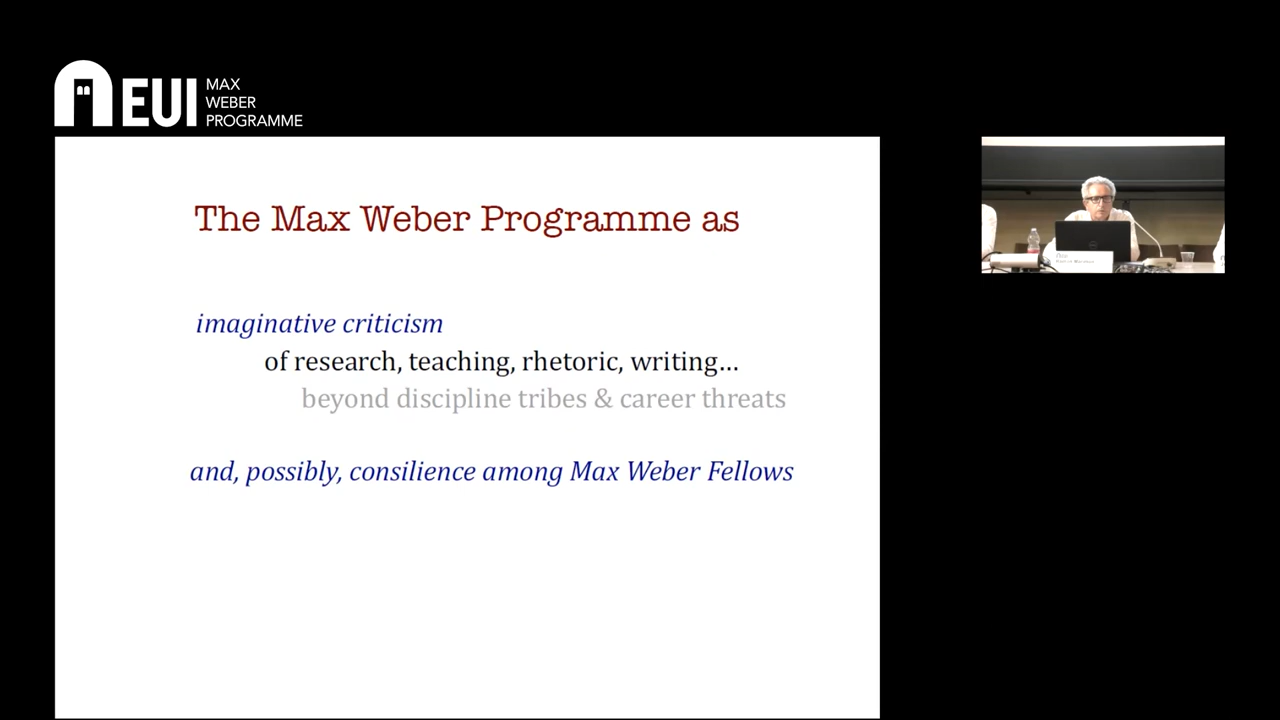 EUI
MAX
WEBER
PROGRAMME
The Max Weber Programme as
imaginative criticism
of research, teaching, rhetoric, writing…
beyond discipline tribes & career threats
and, possibly, consilience among Max Weber Fellows